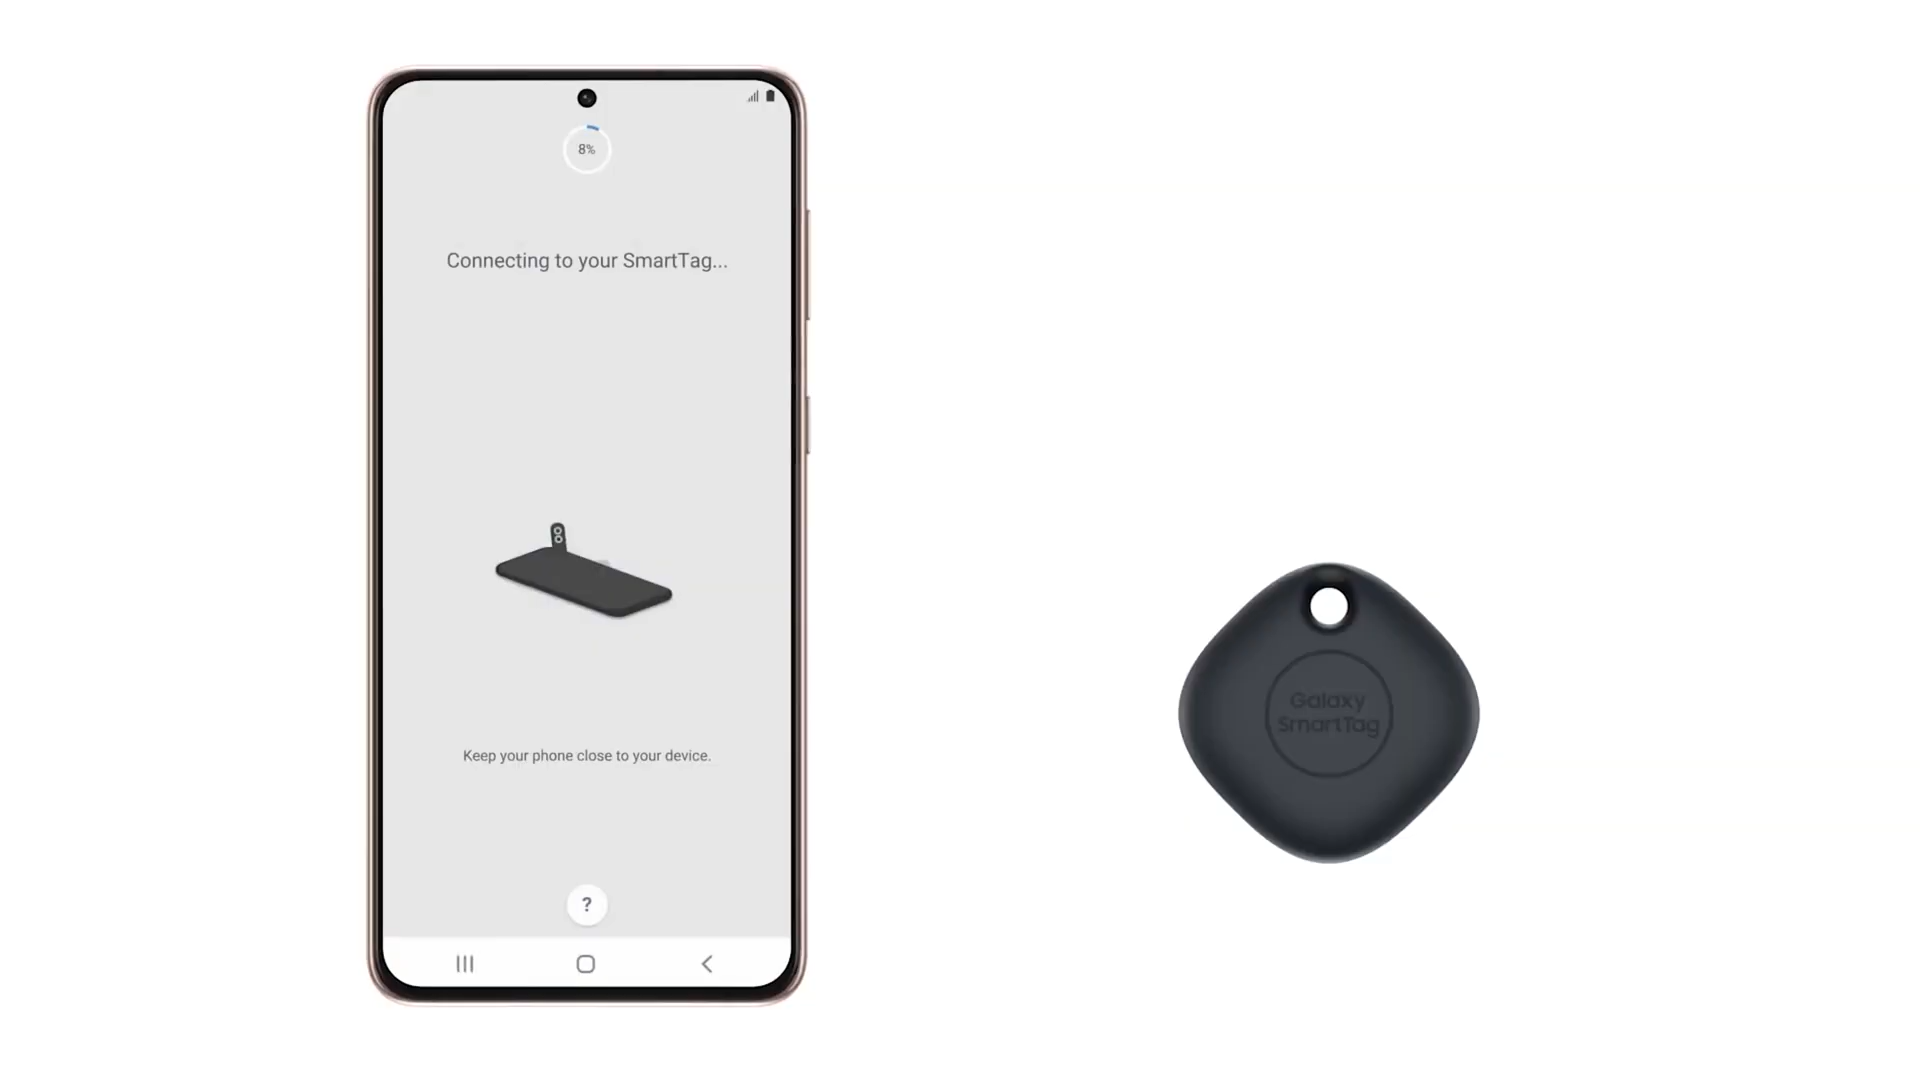 8%
Connecting to your SmartTag...
Keep your phone close to your device.
?
Galaxy
SmartTag